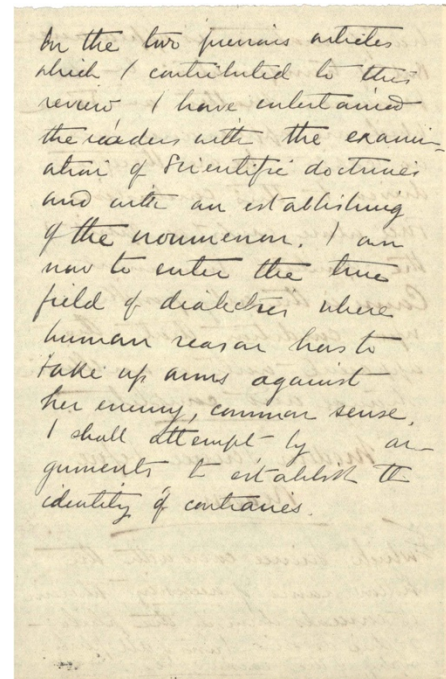 In the two previous articles
which I contributed to this
review I have entertained
the readers with the examin-
ation of Scientific doctrines
and with an establishing
of the noumenon. I am
now to enter the true
field of dialectics where
human reason has to
take up arms against
her enemy, common sense.
I shall attempt by ar-
guments to establish the
identity of contraries.